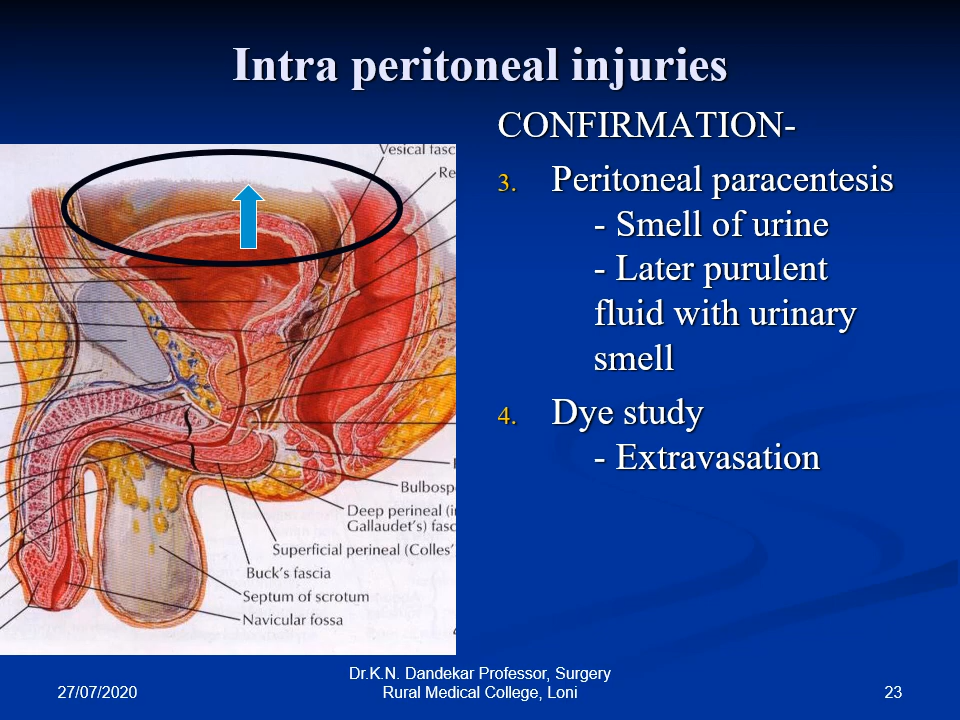 Intra peritoneal injuries
CONFIRMATION-
3. Peritoneal paracentesis
- Smell of urine
- Later purulent
fluid with urinary
smell
4. Dye study
- Extravasation
Vesical fasc
Re
Bulbosp
Deep perineal (i
Gallaudet's) fasc
Superficial perineal (Colles'
Buck's fascia
Septum of scrotum
Navicular fossa
27/07/2020
Dr.K.N. Dandekar Professor, Surgery
Rural Medical College, Loni
23